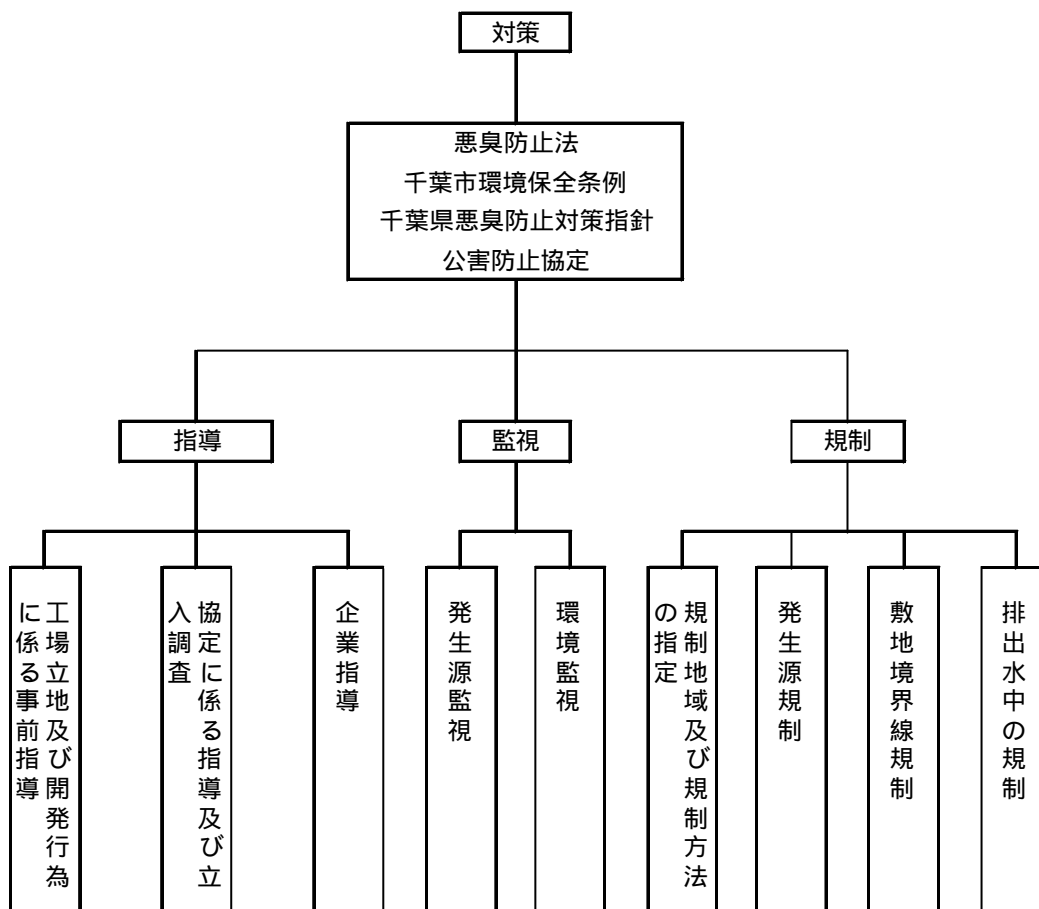 対策
悪臭防止法
千葉市環境保全条例
千葉県悪臭防止対策指針
公害防止協定
指導
監視
規制
工場立地及び開発行為
に係る事前指導
協定に係る指導及び立
入調査
企業指導
発生源監視
環境監視
規制地域及び規制方法
の指定
発生源規制
敷地境界線規制
排出水中の規制